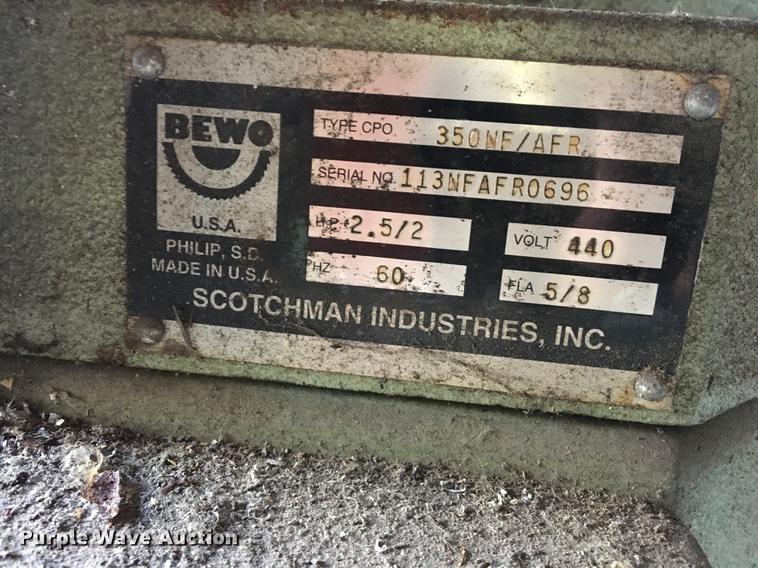 BEWO
U.S.A.
PHILIP, S.D.
MADE IN U.S.A.
TYPE CPO. 350NF/AFR
SERIAL NO. 113NFAFR0696
H.P. 2.5/2 VOLT 440
HZ 60 FLA 5/8
SCOTCHMAN INDUSTRIES, INC.
Purple Wave Auction